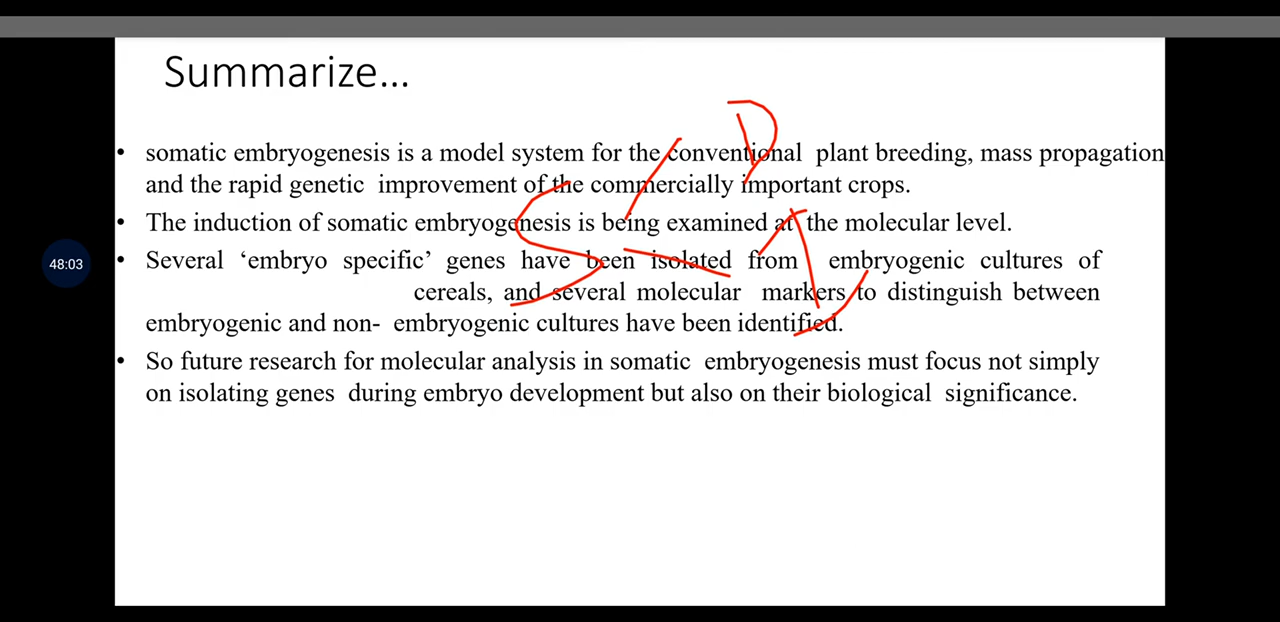 Summarize...
• somatic embryogenesis is a model system for the conventional plant breeding, mass propagation
and the rapid genetic improvement of the commercially important crops.
• The induction of somatic embryogenesis is being examined at the molecular level.
48:03
• Several ‘embryo specific’ genes have been isolated from embryogenic cultures of
cereals, and several molecular markers to distinguish between
embryogenic and non- embryogenic cultures have been identified.
• So future research for molecular analysis in somatic embryogenesis must focus not simply
on isolating genes during embryo development but also on their biological significance.